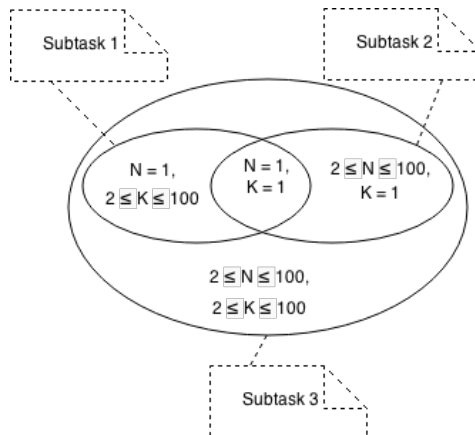 Subtask 1
Subtask 2
N = 1,
2 ≤ K ≤ 100
N = 1,
K = 1
2 ≤ N ≤ 100,
K = 1
2 ≤ N ≤ 100,
2 ≤ K ≤ 100
Subtask 3